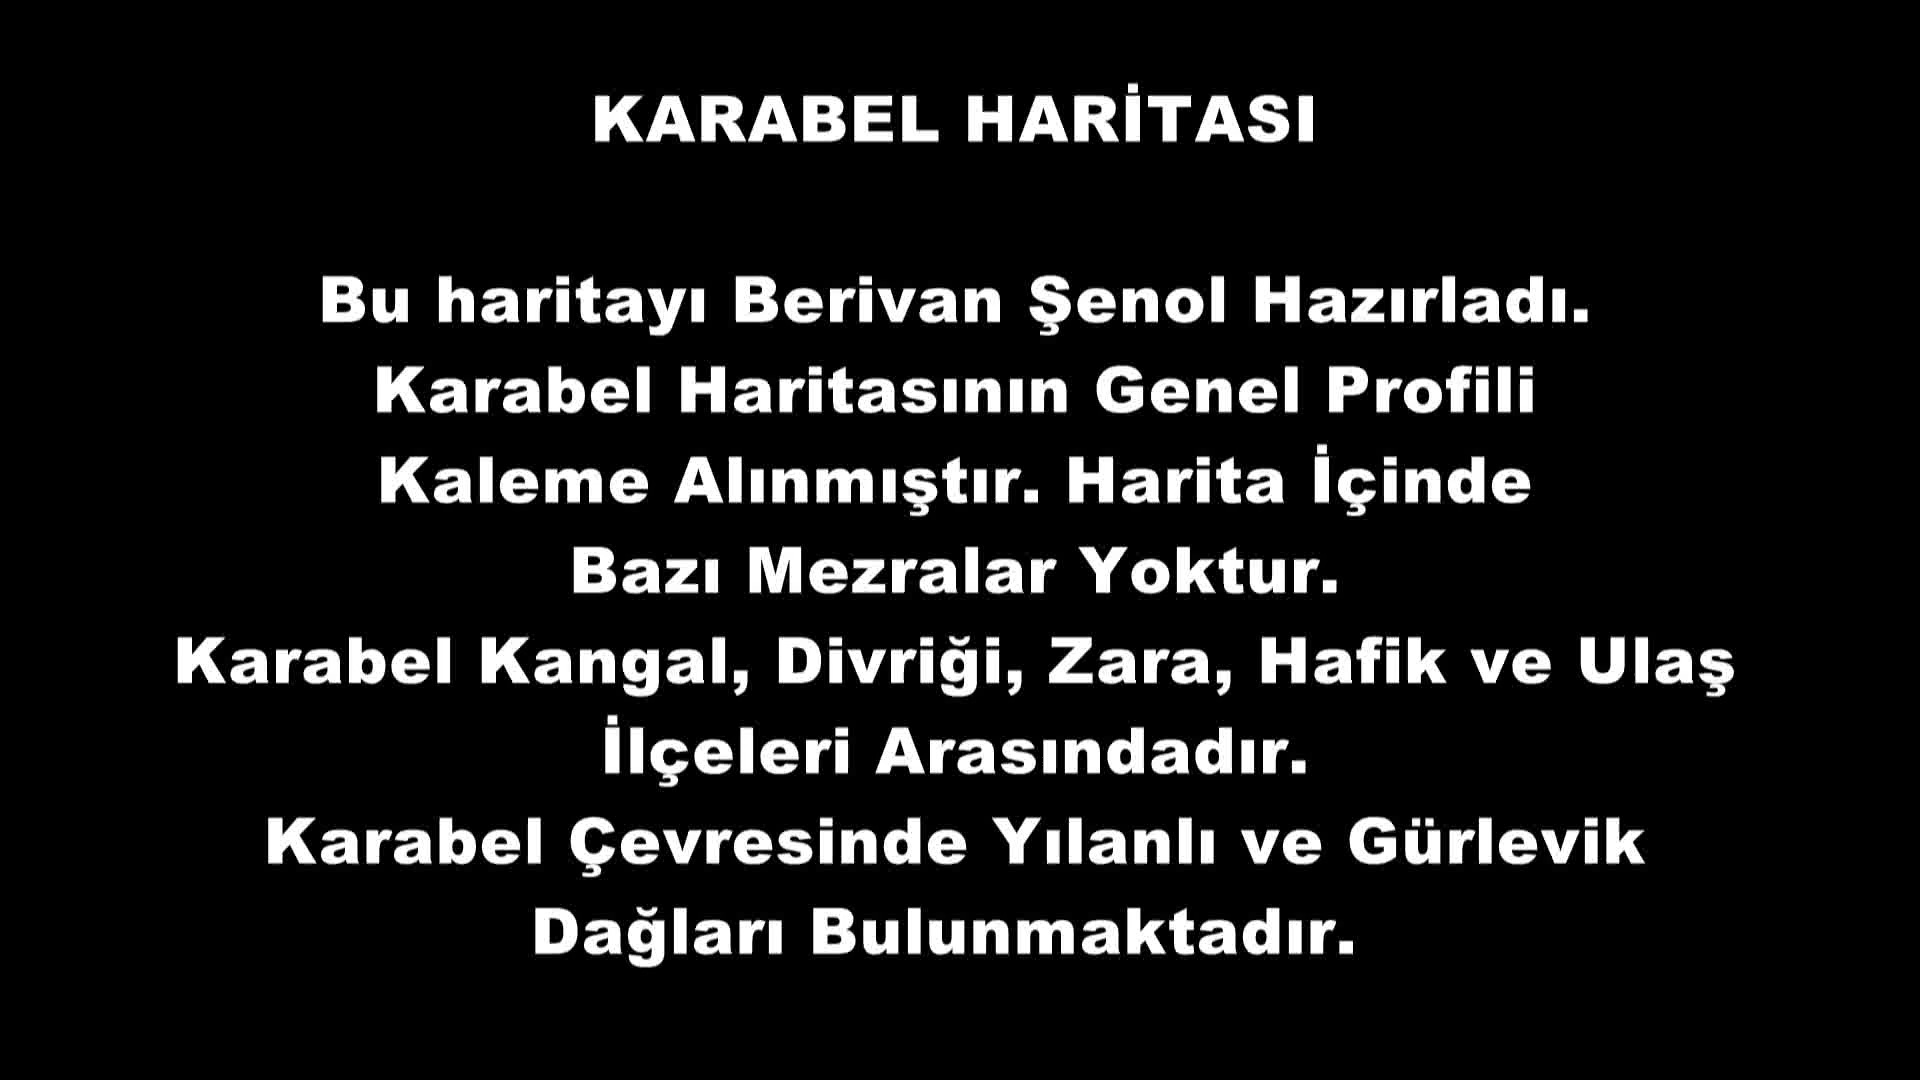 KARABEL HARİTASI
Bu haritayı Berivan Şenol Hazırladı.
Karabel Haritasının Genel Profili
Kaleme Alınmıştır. Harita İçinde
Bazı Mezralar Yoktur.
Karabel Kangal, Divriği, Zara, Hafik ve Ulaş
İlçeleri Arasındadır.
Karabel Çevresinde Yılanlı ve Gürlevik
Dağları Bulunmaktadır.